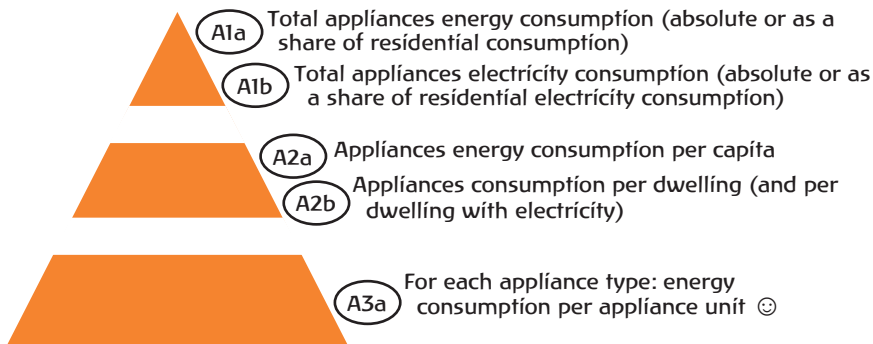 A1a Total appliances energy consumption (absolute or as a
share of residential consumption)
A1b Total appliances electricity consumption (absolute or as
a share of residential electricity consumption)
A2a Appliances energy consumption per capita
A2b Appliances consumption per dwelling (and per
dwelling with electricity)
A3a For each appliance type: energy
consumption per appliance unit ☺